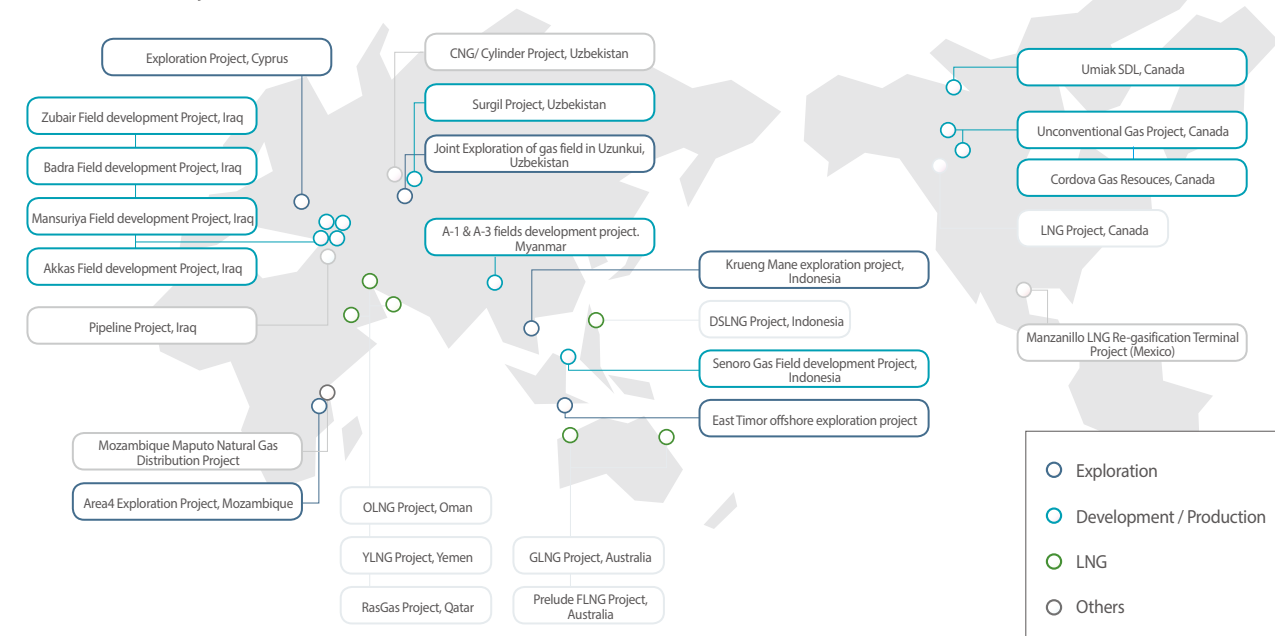 Exploration Project, Cyprus
Zubair Field development Project, Iraq
Badra Field development Project, Iraq
Mansuriya Field development Project, Iraq
Akkas Field development Project, Iraq
Pipeline Project, Iraq
Mozambique Maputo Natural Gas
Distribution Project
Area4 Exploration Project, Mozambique
CNG/ Cylinder Project, Uzbekistan
Surgil Project, Uzbekistan
Joint Exploration of gas field in Uzunkui,
Uzbekistan
A-1 & A-3 fields development project.
Myanmar
OLNG Project, Oman
YLNG Project, Yemen
RasGas Project, Qatar
GLNG Project, Australia
Prelude FLNG Project,
Australia
Krueng Mane exploration project,
Indonesia
DSLNG Project, Indonesia
Senoro Gas Field development Project,
Indonesia
East Timor offshore exploration project
Umiak SDL, Canada
Unconventional Gas Project, Canada
Cordova Gas Resouces, Canada
LNG Project, Canada
Manzanillo LNG Re-gasification Terminal
Project (Mexico)
Exploration
Development / Production
LNG
Others